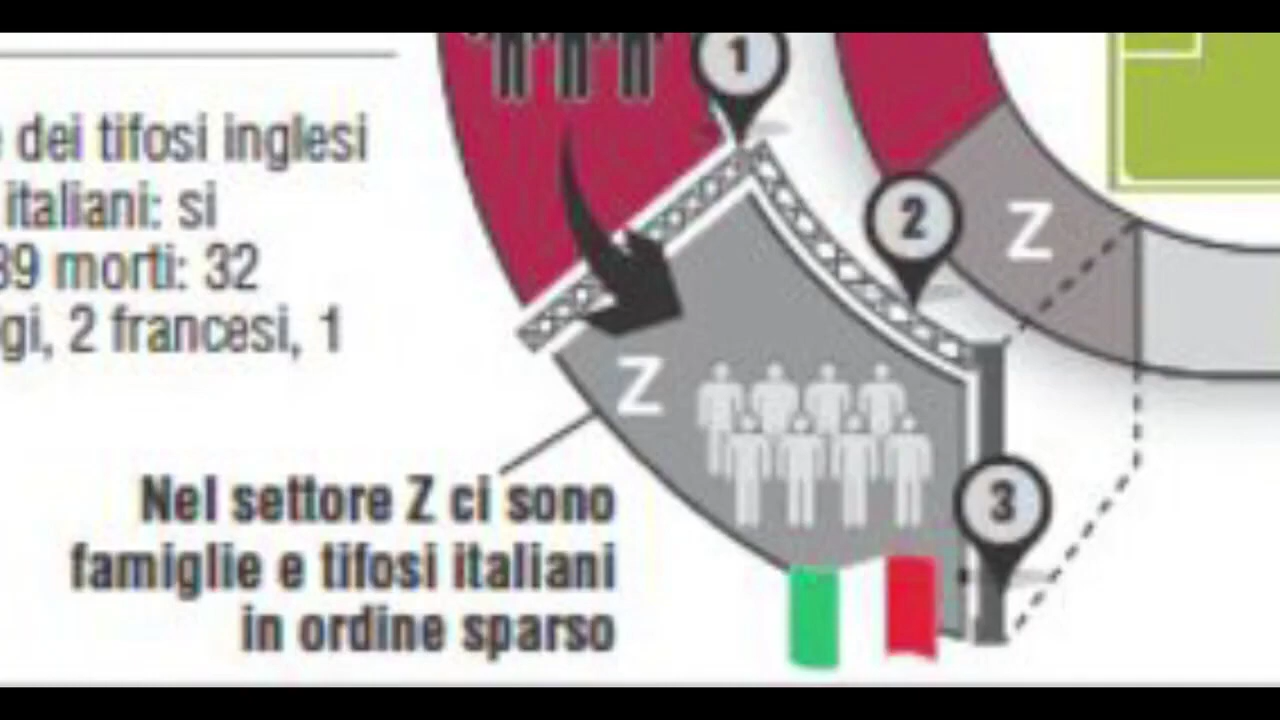 dei tifosi inglesi
italiani: si
39 morti: 32
gi, 2 francesi, 1
Nel settore Z ci sono
famiglie e tifosi italiani
in ordine sparso
1
2
Z
Z
3